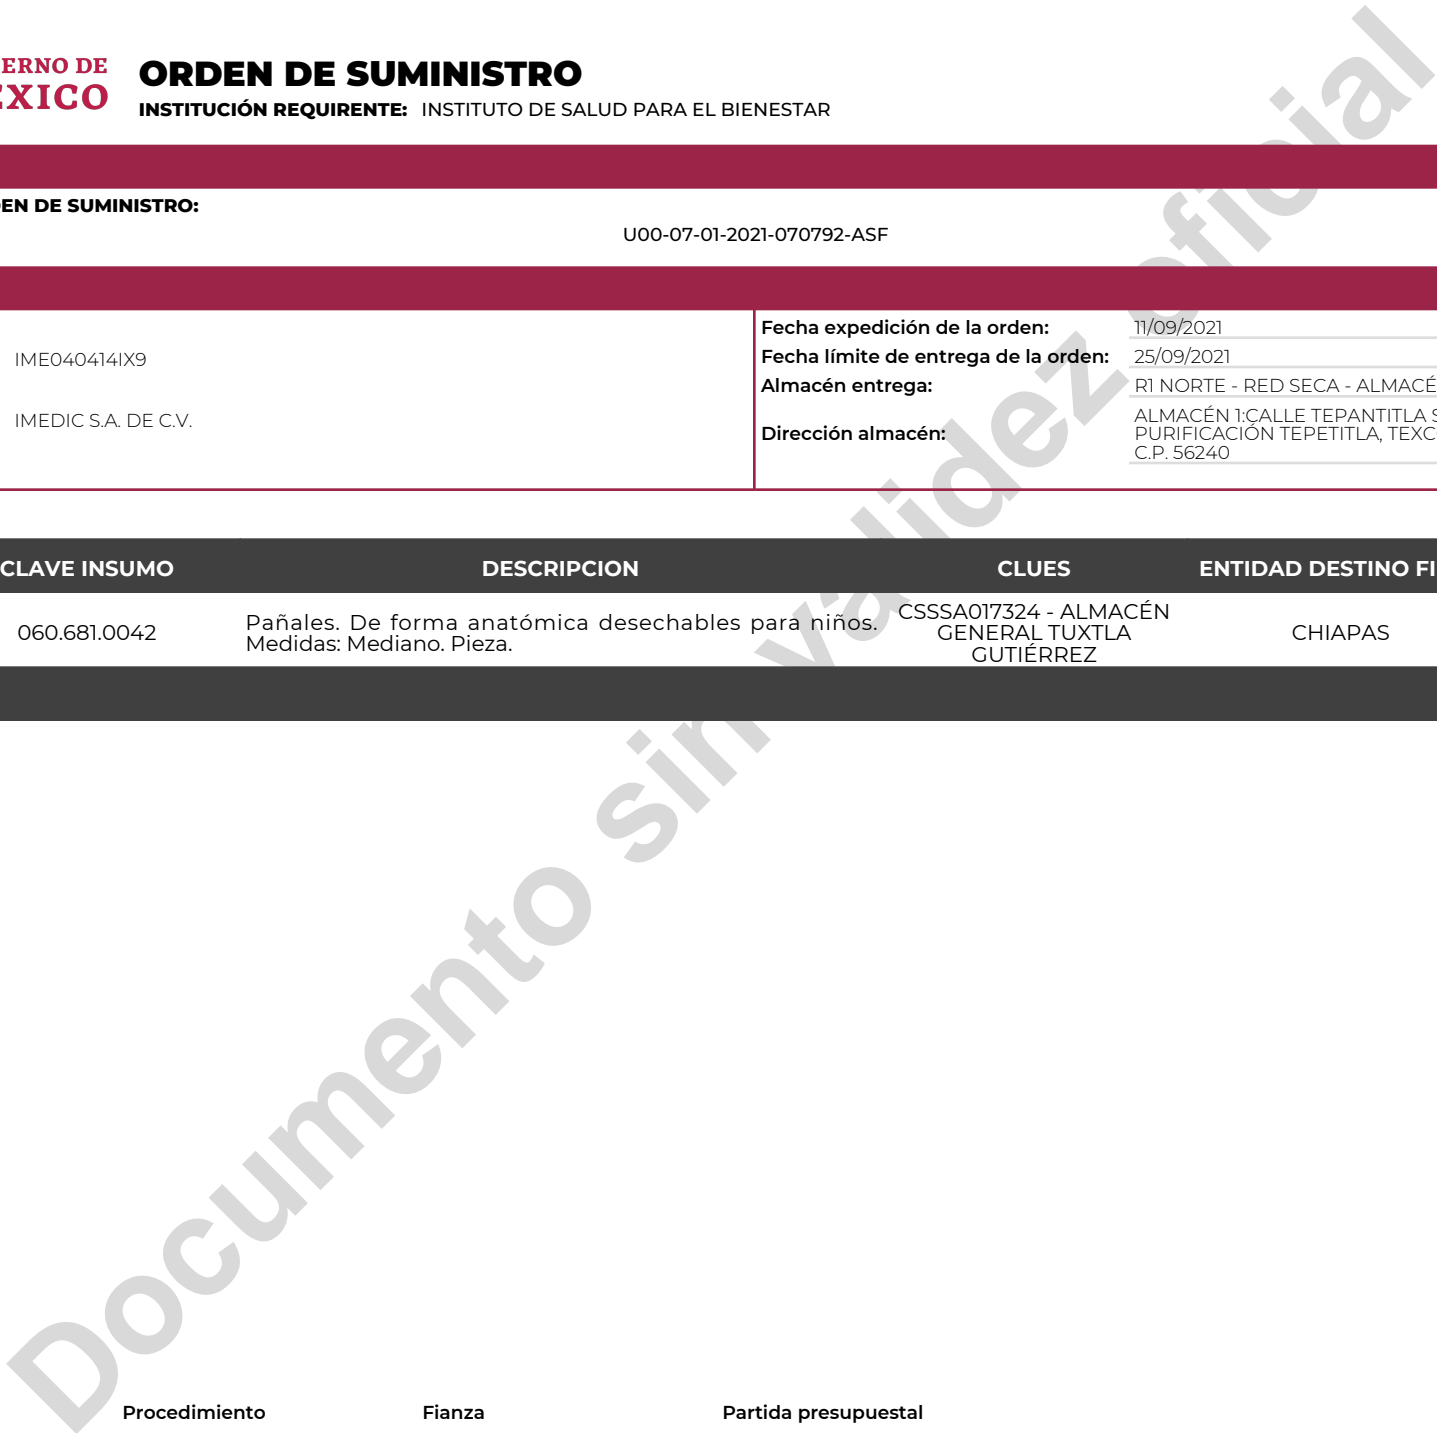 ERNO DE
ÉXICO
ORDEN DE SUMINISTRO
INSTITUCIÓN REQUIRENTE: INSTITUTO DE SALUD PARA EL BIENESTAR
EN DE SUMINISTRO:
U00-07-01-2021-070792-ASF
IME040414IX9
IMEDIC S.A. DE C.V.
Fecha expedición de la orden: 11/09/2021
Fecha límite de entrega de la orden: 25/09/2021
Almacén entrega: R1 NORTE - RED SECA - ALMACÉ
Dirección almacén:
ALMACÉN 1:CALLE TEPANTITLA S
PURIFICACIÓN TEPETITLA, TEXC
C.P. 56240
CLAVE INSUMO DESCRIPCION CLUES ENTIDAD DESTINO FI
060.681.0042
Pañales. De forma anatómica desechables para niños.
Medidas: Mediano. Pieza.
CSSSA017324 - ALMACÉN
GENERAL TUXTLA
GUTIÉRREZ
CHIAPAS
Documento sin validez oficial
Procedimiento Fianza Partida presupuestal